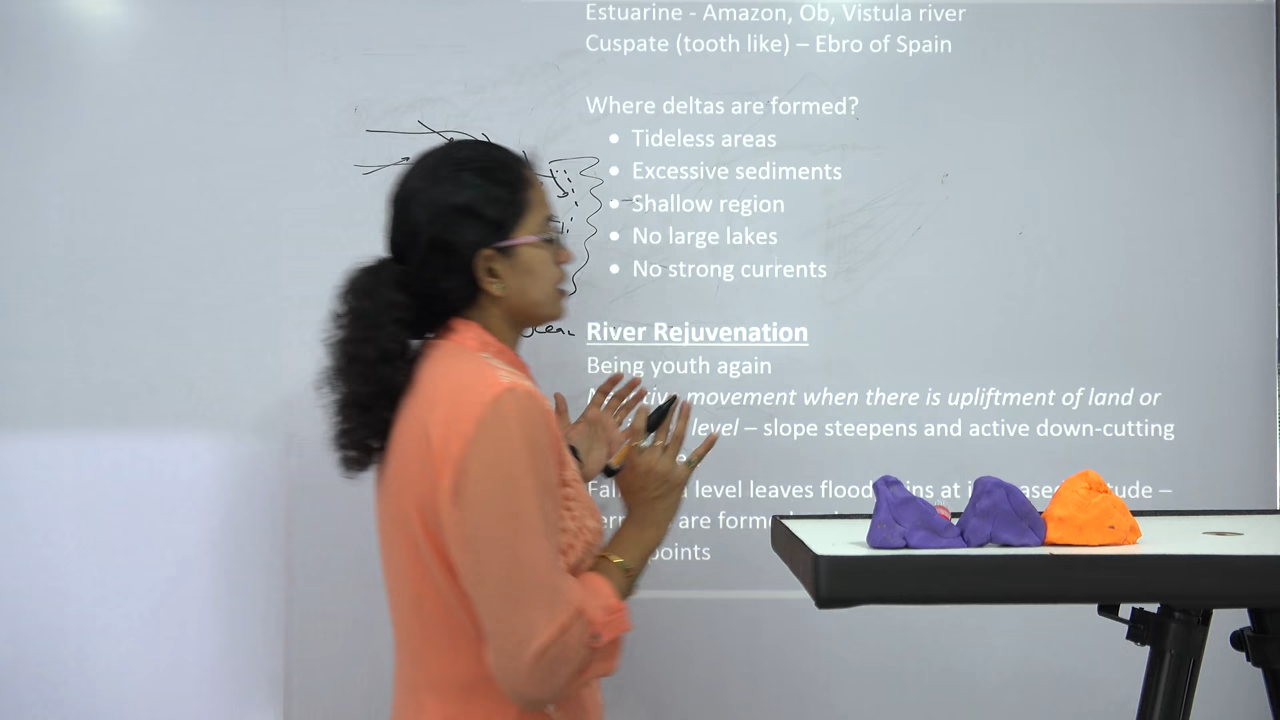 Estuarine - Amazon, Ob, Vistula river
Cuspate (tooth like) – Ebro of Spain
Where deltas are formed?
• Tideless areas
• Excessive sediments
• Shallow region
• No large lakes
• No strong currents
River Rejuvenation
Being youth again
movement when there is upliftment of land or
level – slope steepens and active down-cutting
level leaves flood
are
points